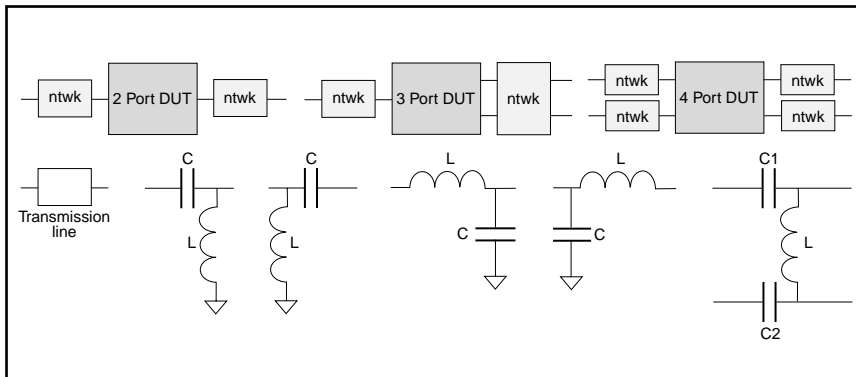 ntwk
2 Port DUT
ntwk
ntwk
3 Port DUT
ntwk
ntwk
ntwk
4 Port DUT
ntwk
ntwk
Transmission
line
C
L
C
L
L
C
L
C
C1
L
C2